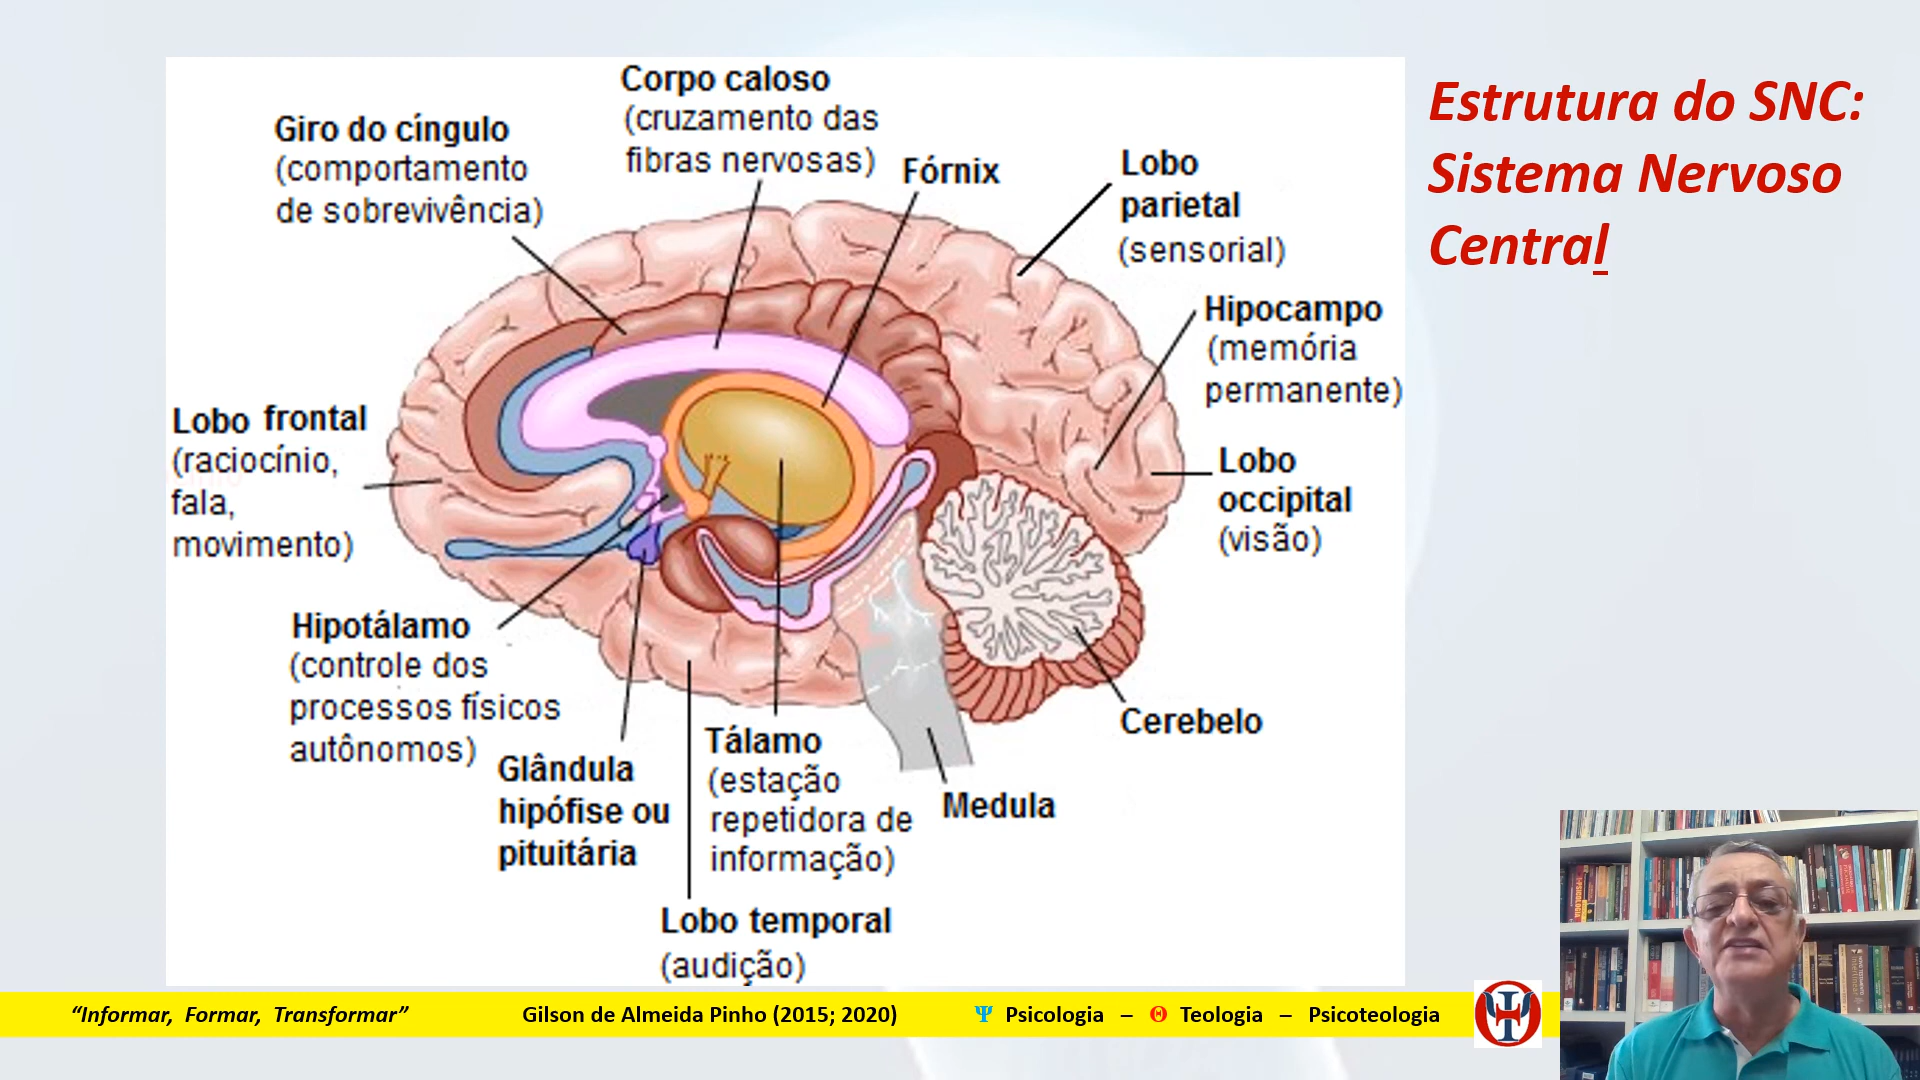 Estrutura do SNC:
Sistema Nervoso
Central
Corpo caloso
(cruzamento das
fibras nervosas)
Giro do cíngulo
(comportamento
de sobrevivência)
Fórnix
Lobo
parietal
(sensorial)
Hipocampo
(memória
permanente)
Lobo frontal
(raciocínio,
fala,
movimento)
Lobo
occipital
(visão)
Hipotálamo
(controle dos
processos físicos
autônomos)
Glândula
hipófise ou
pituitária
Tálamo
(estação
repetidora de
informação)
Cerebelo
Medula
Lobo temporal
(audição)
“Informar, Formar, Transformar” Gilson de Almeida Pinho (2015; 2020) Ψ Psicologia – Θ Teologia – Psicoteologia